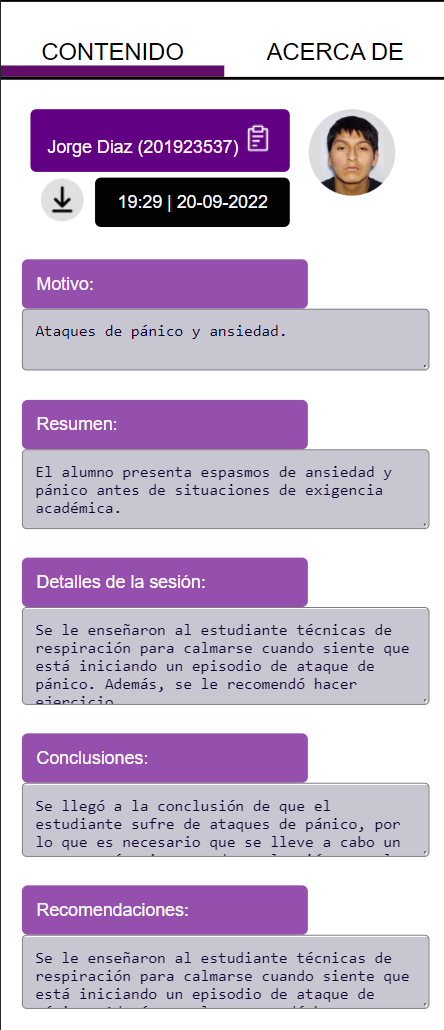 CONTENIDO
ACERCA DE
Jorge Diaz (201923537)
19:29 | 20-09-2022
Motivo:
Ataques de pánico y ansiedad.
Resumen:
El alumno presenta espasmos de ansiedad y
pánico antes de situaciones de exigencia
académica.
Detalles de la sesión:
Se le enseñaron al estudiante técnicas de
respiración para calmarse cuando siente que
está iniciando un episodio de ataque de
pánico. Además, se le recomendó hacer
ejercicio
Conclusiones:
Se llegó a la conclusión de que el
estudiante sufre de ataques de pánico, por
lo que es necesario que se lleve a cabo un
Recomendaciones:
Se le enseñaron al estudiante técnicas de
respiración para calmarse cuando siente que
está iniciando un episodio de ataque de